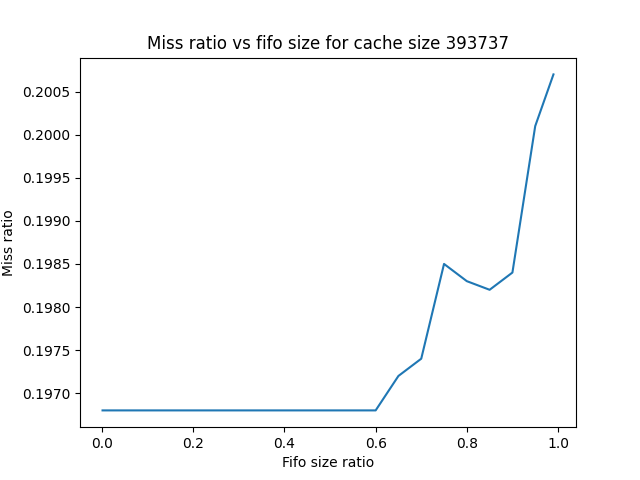 Miss ratio vs fifo size for cache size 393737
0.2005
0.2000
0.1995
0.1990
0.1985
0.1980
0.1975
0.1970
Miss ratio
0.0 0.2 0.4 0.6 0.8 1.0
Fifo size ratio